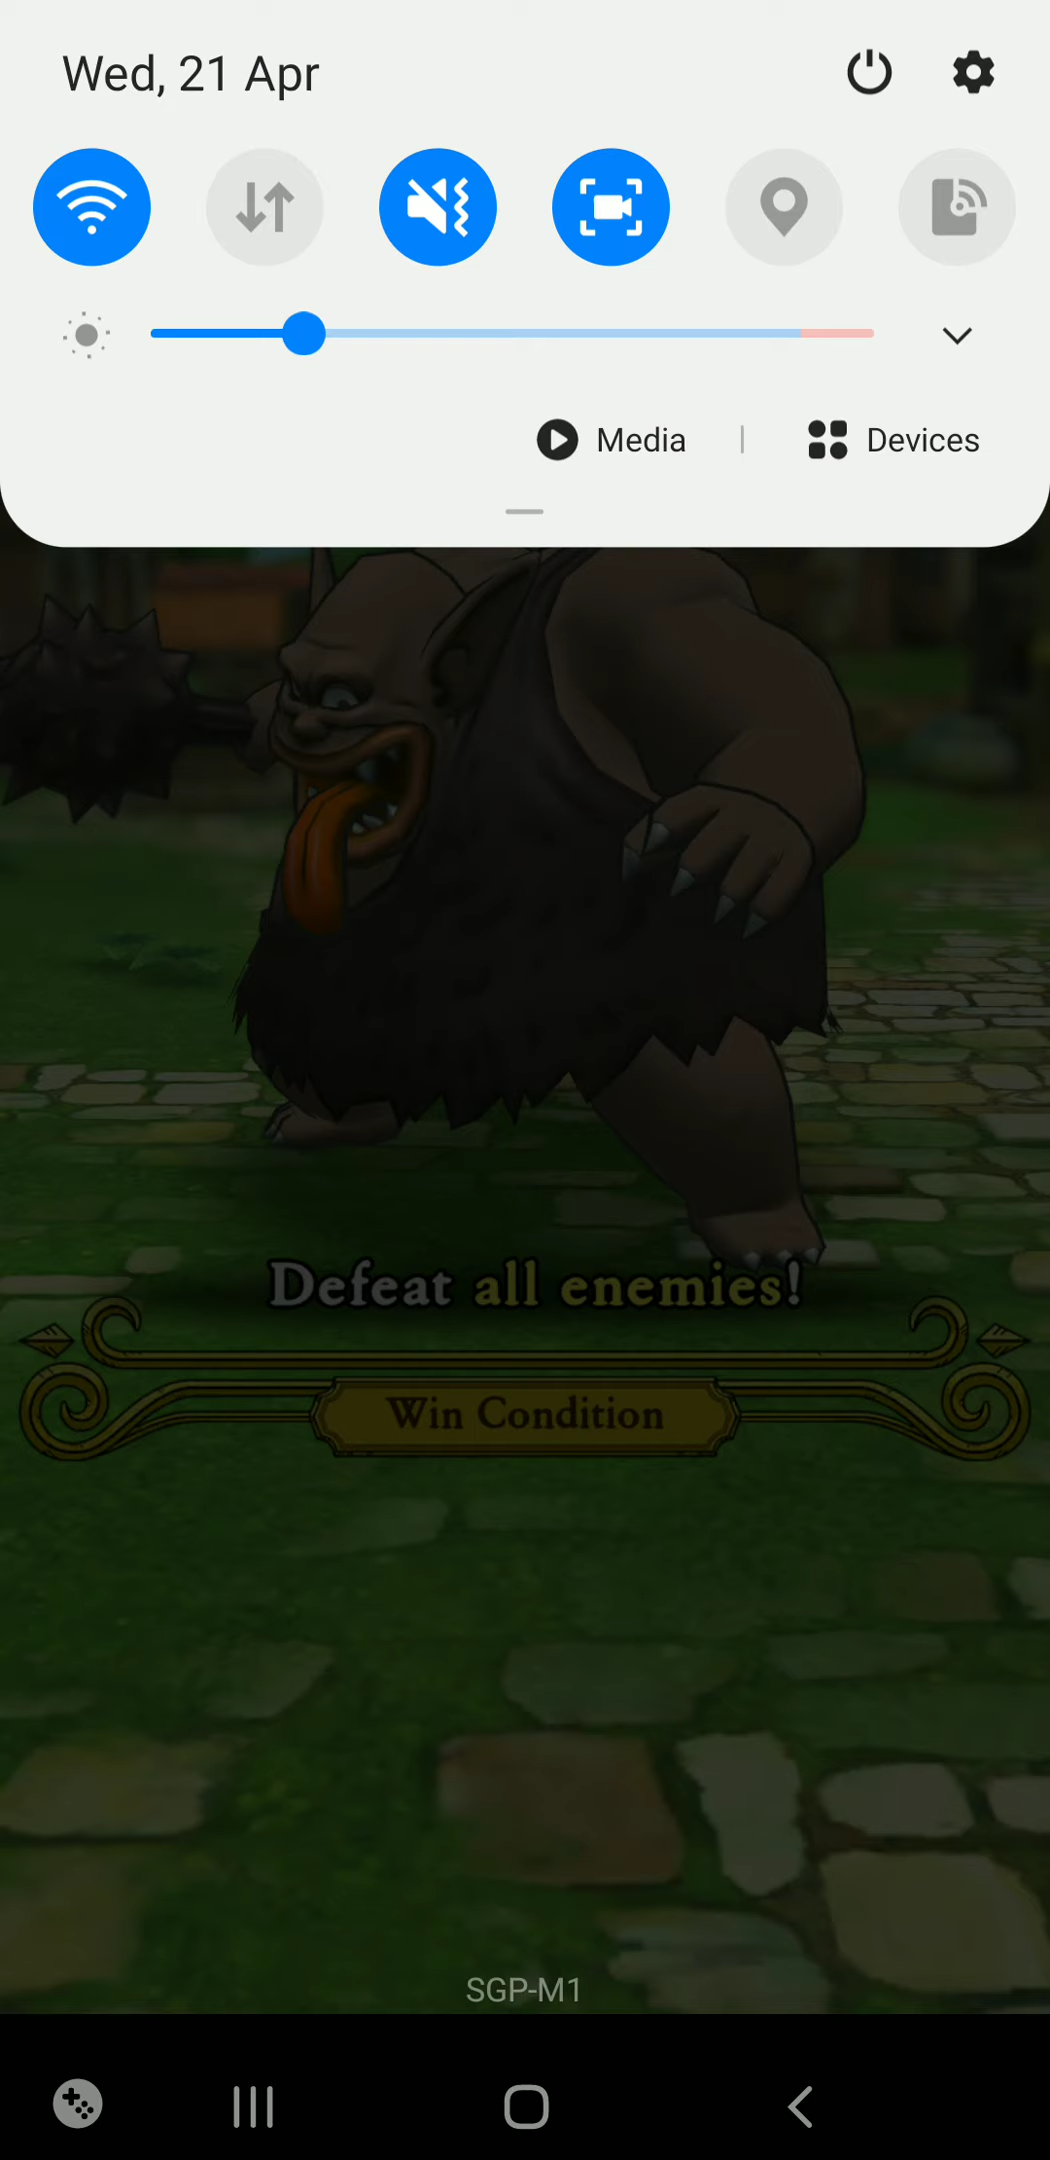 Wed, 21 Apr
Media
Devices
Defeat all enemies!
Win Condition
SGP-M1